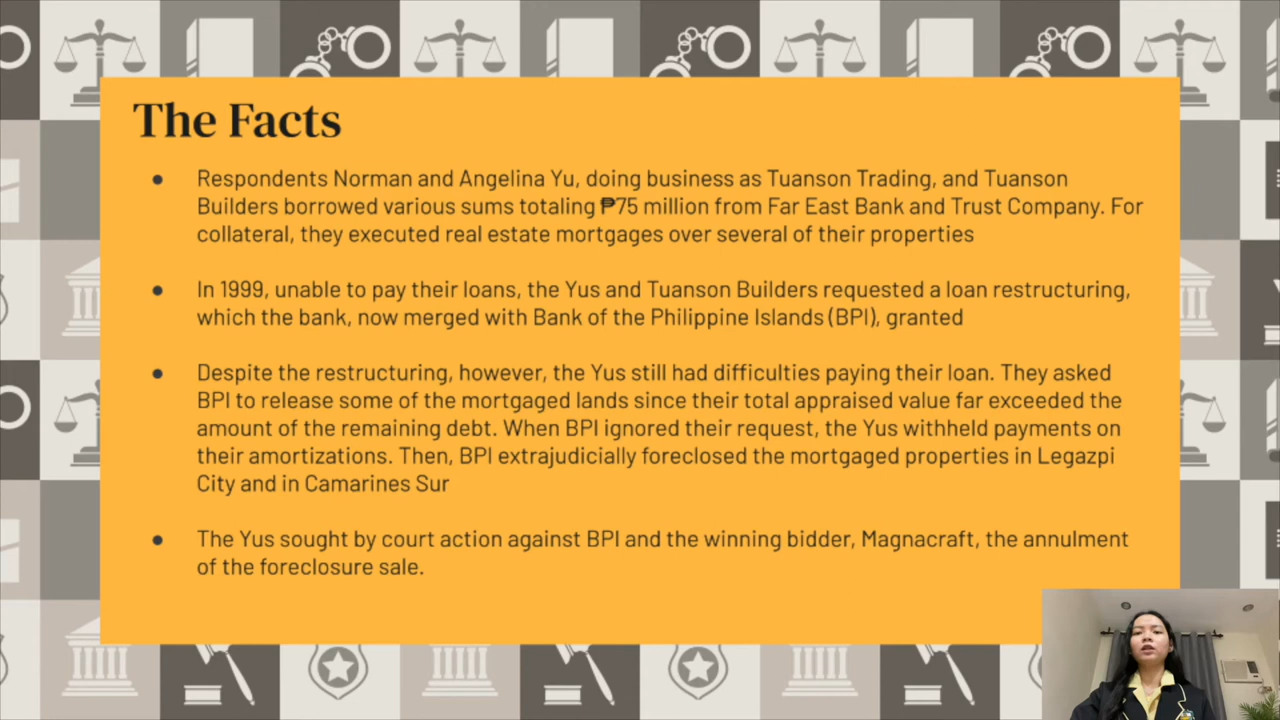 The Facts
● Respondents Norman and Angelina Yu, doing business as Tuanson Trading, and Tuanson
Builders borrowed various sums totaling ₱75 million from Far East Bank and Trust Company. For
collateral, they executed real estate mortgages over several of their properties
● In 1999, unable to pay their loans, the Yus and Tuanson Builders requested a loan restructuring,
which the bank, now merged with Bank of the Philippine Islands (BPI), granted
● Despite the restructuring, however, the Yus still had difficulties paying their loan. They asked
BPI to release some of the mortgaged lands since their total appraised value far exceeded the
amount of the remaining debt. When BPI ignored their request, the Yus withheld payments on
their amortizations. Then, BPI extrajudicially foreclosed the mortgaged properties in Legazpi
City and in Camarines Sur
● The Yus sought by court action against BPI and the winning bidder, Magnacraft, the annulment
of the foreclosure sale.